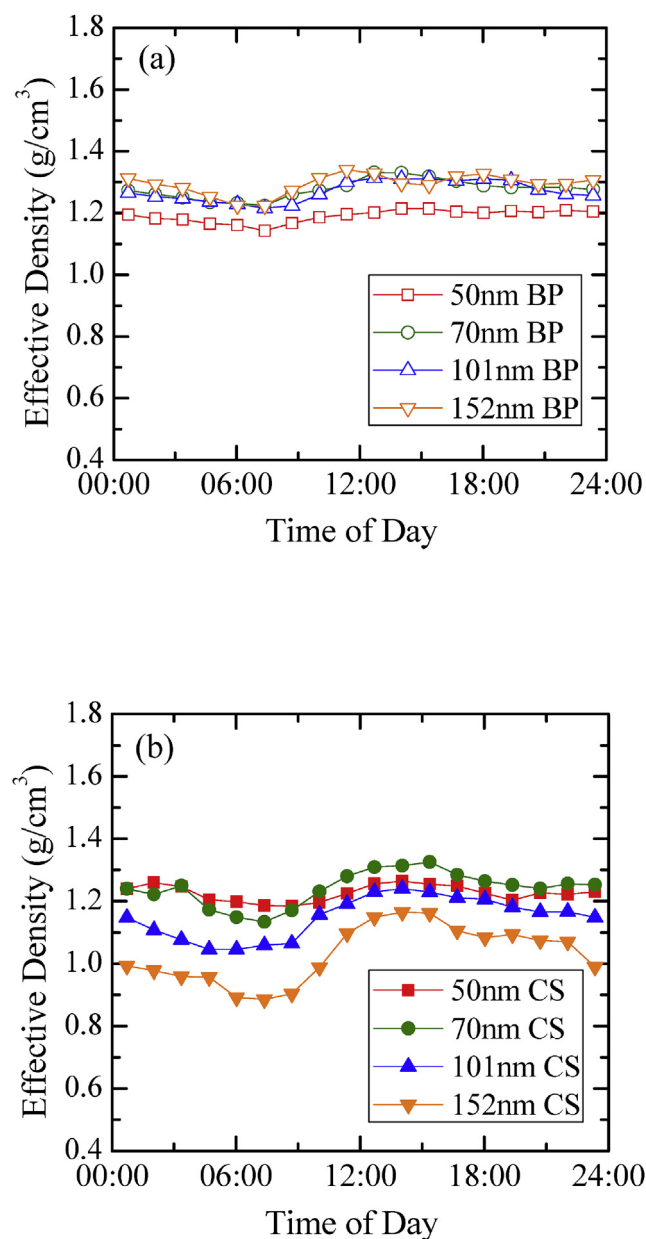 (a)
1.8
1.6
1.4
1.2
1.0
0.8
0.6
0.4
Effective Density (g/cm³)
50nm BP
70nm BP
101nm BP
152nm BP
00:00 06:00 12:00 18:00 24:00
Time of Day
(b)
1.8
1.6
1.4
1.2
1.0
0.8
0.6
0.4
Effective Density (g/cm³)
50nm CS
70nm CS
101nm CS
152nm CS
00:00 06:00 12:00 18:00 24:00
Time of Day